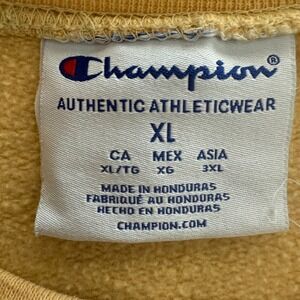 Champion
AUTHENTIC ATHLETICWEAR
XL
CA MEX ASIA
XL/TG XG 3XL
MADE IN HONDURAS
FABRIQUÉ AU HONDURAS
HECHO EN HONDURAS
CHAMPION.COM